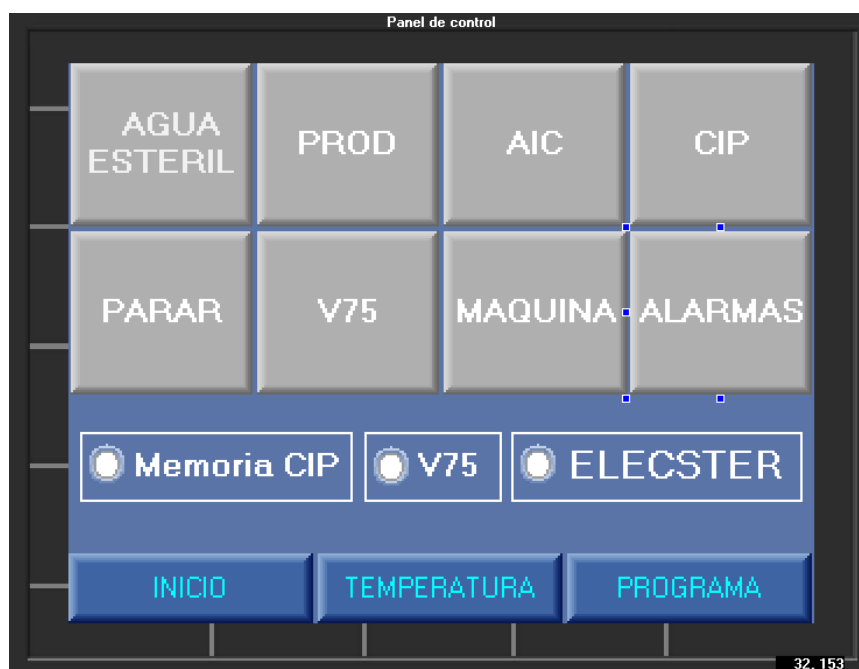 Panel de control
AGUA
ESTERIL
PROD
AIC
CIP
PARAR
V75
MAQUINA
ALARMAS
Memoria CIP
V75
ELECSTER
INICIO
TEMPERATURA
PROGRAMA
32, 153